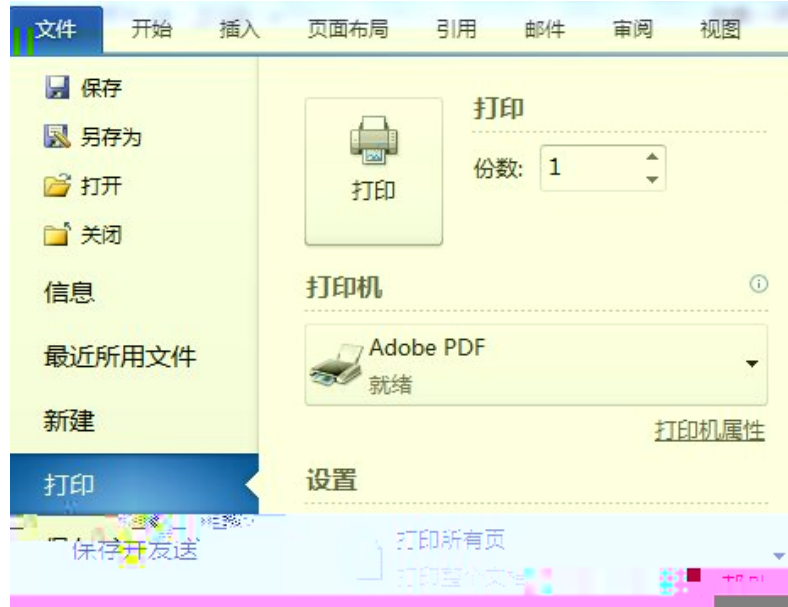 文件 开始 插入 页面布局 引用 邮件 审阅 视图
保存
另存为
打开
关闭
信息
最近所用文件
新建
打印
保存并发送
打印
打印
份数: 1
打印机
Adobe PDF
就绪
打印机属性
设置
打印所有页